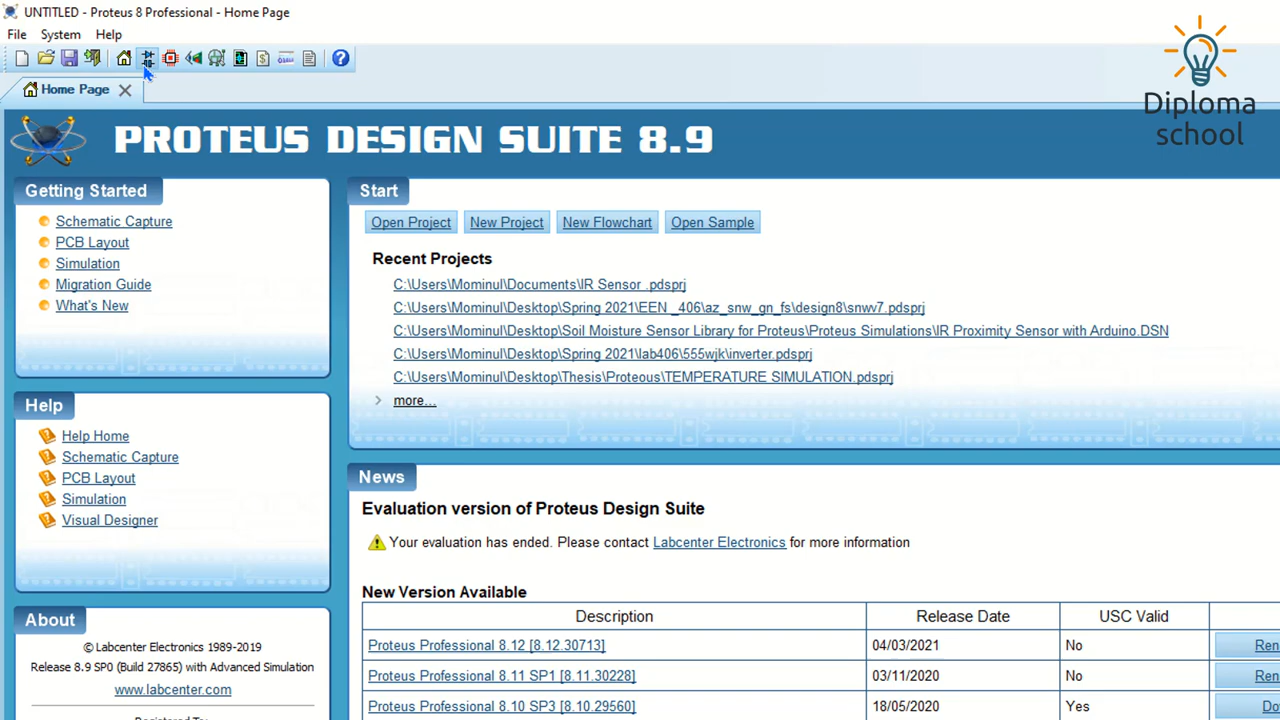 UNTITLED - Proteus 8 Professional - Home Page
File System Help
Home Page
Diploma
school
PROTEUS DESIGN SUITE 8.9
Getting Started
Schematic Capture
PCB Layout
Simulation
Migration Guide
What's New
Help
Help Home
Schematic Capture
PCB Layout
Simulation
Visual Designer
About
© Labcenter Electronics 1989-2019
Release 8.9 SP0 (Build 27865) with Advanced Simulation
www.labcenter.com
Registered To:
Start
Open Project New Project New Flowchart Open Sample
Recent Projects
C:\Users\Mominul\Documents\IR Sensor .pdsprj
C:\Users\Mominul\Desktop\Spring 2021\EEN _406\az_snw_gn_fs\design8\snwv7.pdsprj
C:\Users\Mominul\Desktop\Soil Moisture Sensor Library for Proteus\Proteus Simulations\IR Proximity Sensor with Arduino.DSN
C:\Users\Mominul\Desktop\Spring 2021\lab406\555wjk\inverter.pdsprj
C:\Users\Mominul\Desktop\Thesis\Proteous\TEMPERATURE SIMULATION.pdsprj
more...
News
Evaluation version of Proteus Design Suite
Your evaluation has ended. Please contact Labcenter Electronics for more information
New Version Available
Description Release Date USC Valid
Proteus Professional 8.12 [8.12.30713] 04/03/2021 No Ren
Proteus Professional 8.11 SP1 [8.11.30228] 03/11/2020 No Ren
Proteus Professional 8.10 SP3 [8.10.29560] 18/05/2020 Yes Do